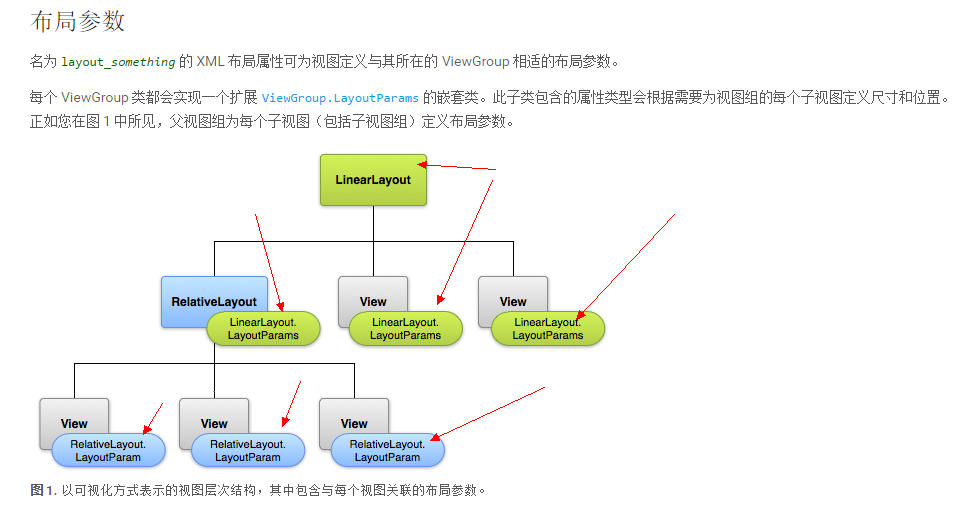 布局参数
名为 layout_something 的 XML 布局属性可为视图定义与其所在的 ViewGroup 相适的布局参数。
每个 ViewGroup 类都会实现一个扩展 ViewGroup.LayoutParams 的嵌套类。此子类包含的属性类型会根据需要为视图组的每个子视图定义尺寸和位置。
正如您在图 1 中所见，父视图组为每个子视图（包括子视图组）定义布局参数。
LinearLayout
RelativeLayout
LinearLayout.
LayoutParams
View
LinearLayout.
LayoutParams
View
LinearLayout.
LayoutParams
View
RelativeLayout.
LayoutParam
View
RelativeLayout.
LayoutParam
View
RelativeLayout.
LayoutParam
图 1. 以可视化方式表示的视图层次结构，其中包含与每个视图关联的布局参数。